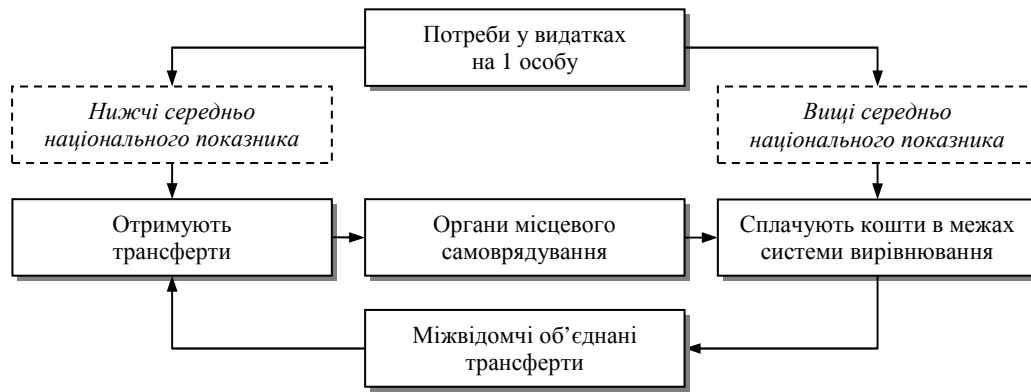 Потреби у видатках
на 1 особу
Нижчі середньо
національного показника
Вищі середньо
національного показника
Отримують
трансферти
Органи місцевого
самоврядування
Сплачують кошти в межах
системи вирівнювання
Міжвідомчі об’єднані
трансферти